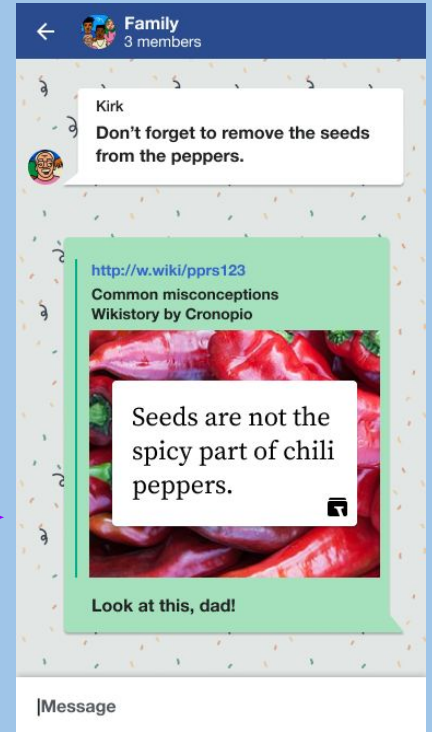 Family
3 members
Kirk
Don’t forget to remove the seeds
from the peppers.
http://w.wiki/pprs123
Common misconceptions
Wikistory by Cronopio
Seeds are not the
spicy part of chili
peppers.
Look at this, dad!
Message